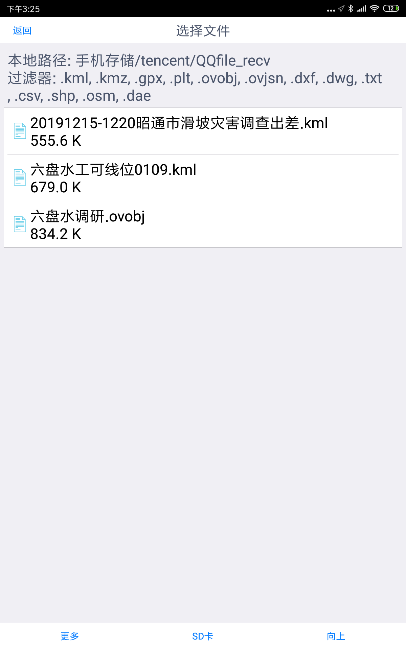 下午3:25
12
返回
选择文件
本地路径: 手机存储/tencent/QQfile_recv
过滤器: .kml, .kmz, .gpx, .plt, .ovobj, .ovjsn, .dxf, .dwg, .txt
, .csv, .shp, .osm, .dae
20191215-1220昭通市滑坡灾害调查出差.kml
555.6 K
六盘水工可线位0109.kml
679.0 K
六盘水调研.ovobj
834.2 K
更多
SD卡
向上